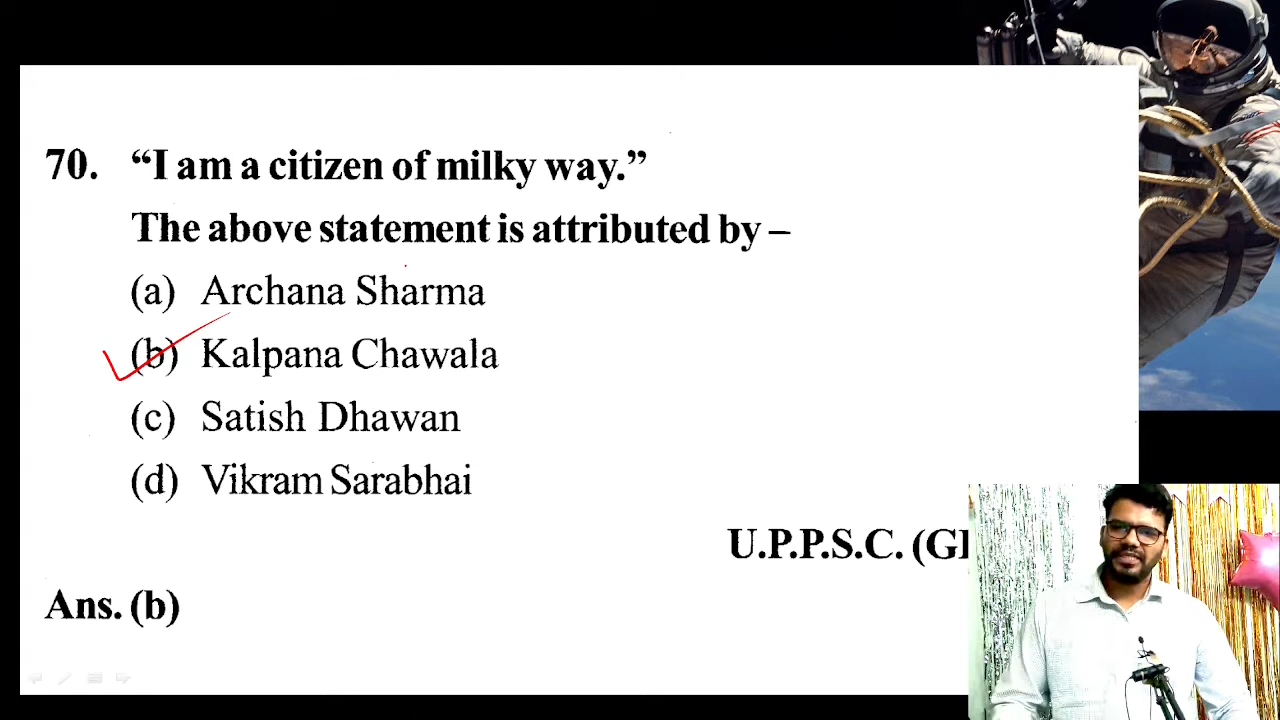 70. “I am a citizen of milky way.”
The above statement is attributed by –
(a) Archana Sharma
(b) Kalpana Chawala
(c) Satish Dhawan
(d) Vikram Sarabhai
U.P.P.S.C.
Ans. (b)